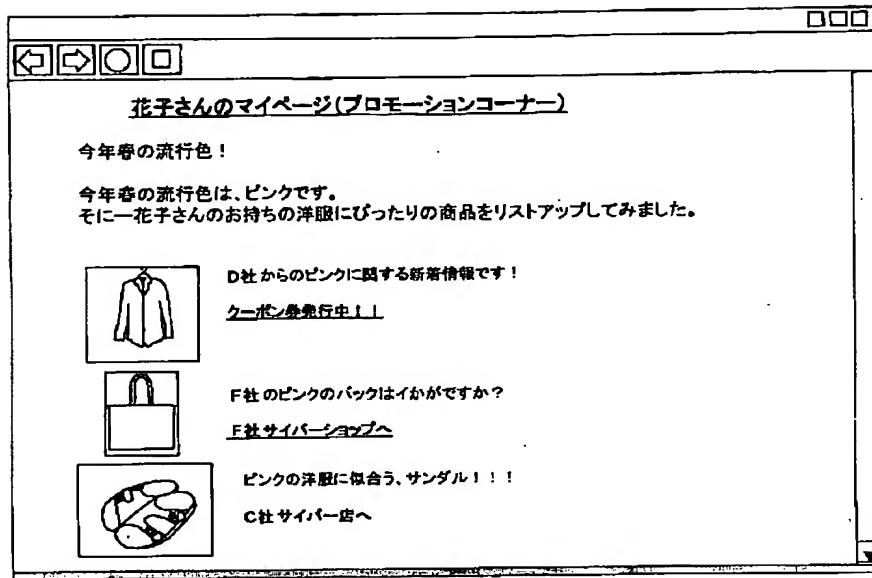 花子さんのマイページ(プロモーションコーナー)
今年春の流行色!
今年春の流行色は、ピンクです。
そに一花子さんのお持ちの洋服にぴったりの商品をリストアップしてみました。
D社からのピンクに関する新着情報です!
クーポン券発行中!!
F社のピンクのバックはイかがですか?
F社サイバーショップへ
ピンクの洋服に似合う、サンダル!!!
C社サイバー店へ